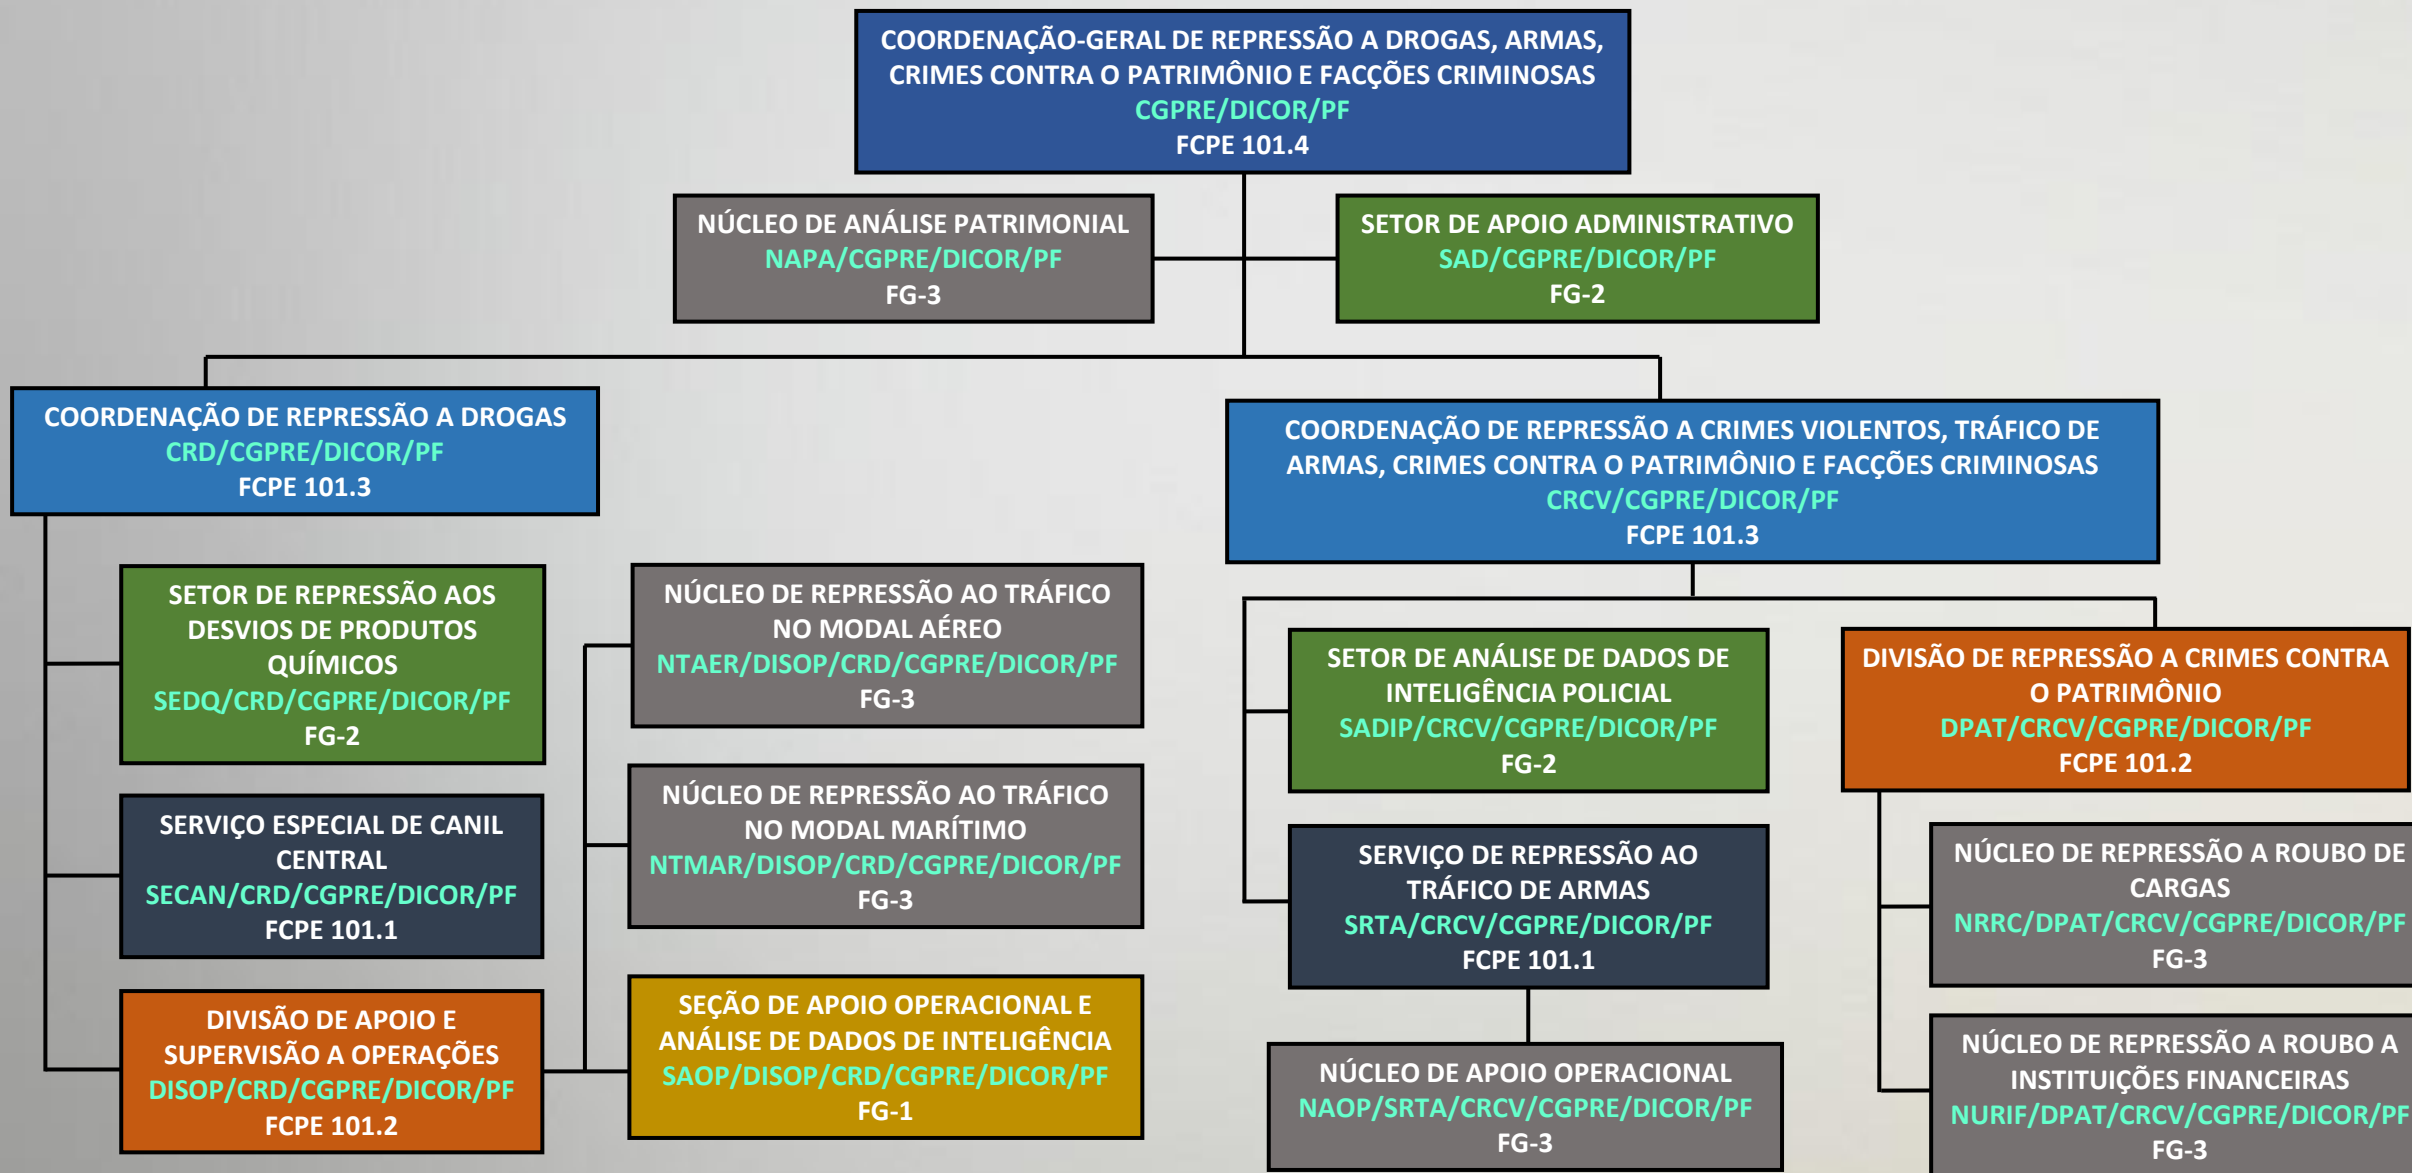 COORDENAÇÃO-GERAL DE REPRESSÃO A DROGAS, ARMAS,
CRIMES CONTRA O PATRIMÔNIO E FACÇÕES CRIMINOSAS
CGPRE/DICOR/PF
FCPE 101.4
NÚCLEO DE ANÁLISE PATRIMONIAL
NAPA/CGPRE/DICOR/PF
FG-3
SETOR DE APOIO ADMINISTRATIVO
SAD/CGPRE/DICOR/PF
FG-2
COORDENAÇÃO DE REPRESSÃO A DROGAS
CRD/CGPRE/DICOR/PF
FCPE 101.3
SETOR DE REPRESSÃO AOS
DESVIOS DE PRODUTOS
QUÍMICOS
SEDQ/CRD/CGPRE/DICOR/PF
FG-2
SERVIÇO ESPECIAL DE CANIL
CENTRAL
SECAN/CRD/CGPRE/DICOR/PF
FCPE 101.1
DIVISÃO DE APOIO E
SUPERVISÃO A OPERAÇÕES
DISOP/CRD/CGPRE/DICOR/PF
FCPE 101.2
NÚCLEO DE REPRESSÃO AO TRÁFICO
NO MODAL AÉREO
NTAER/DISOP/CRD/CGPRE/DICOR/PF
FG-3
NÚCLEO DE REPRESSÃO AO TRÁFICO
NO MODAL MARÍTIMO
NTMAR/DISOP/CRD/CGPRE/DICOR/PF
FG-3
SEÇÃO DE APOIO OPERACIONAL E
ANÁLISE DE DADOS DE INTELIGÊNCIA
SAOP/DISOP/CRD/CGPRE/DICOR/PF
FG-1
COORDENAÇÃO DE REPRESSÃO A CRIMES VIOLENTOS, TRÁFICO DE
ARMAS, CRIMES CONTRA O PATRIMÔNIO E FACÇÕES CRIMINOSAS
CRCV/CGPRE/DICOR/PF
FCPE 101.3
SETOR DE ANÁLISE DE DADOS DE
INTELIGÊNCIA POLICIAL
SADIP/CRCV/CGPRE/DICOR/PF
FG-2
SERVIÇO DE REPRESSÃO AO
TRÁFICO DE ARMAS
SRTA/CRCV/CGPRE/DICOR/PF
FCPE 101.1
NÚCLEO DE APOIO OPERACIONAL
NAOP/SRTA/CRCV/CGPRE/DICOR/PF
FG-3
DIVISÃO DE REPRESSÃO A CRIMES CONTRA
O PATRIMÔNIO
DPAT/CRCV/CGPRE/DICOR/PF
FCPE 101.2
NÚCLEO DE REPRESSÃO A ROUBO DE
CARGAS
NRRC/DPAT/CRCV/CGPRE/DICOR/PF
FG-3
NÚCLEO DE REPRESSÃO A ROUBO A
INSTITUIÇÕES FINANCEIRAS
NURIF/DPAT/CRCV/CGPRE/DICOR/PF
FG-3